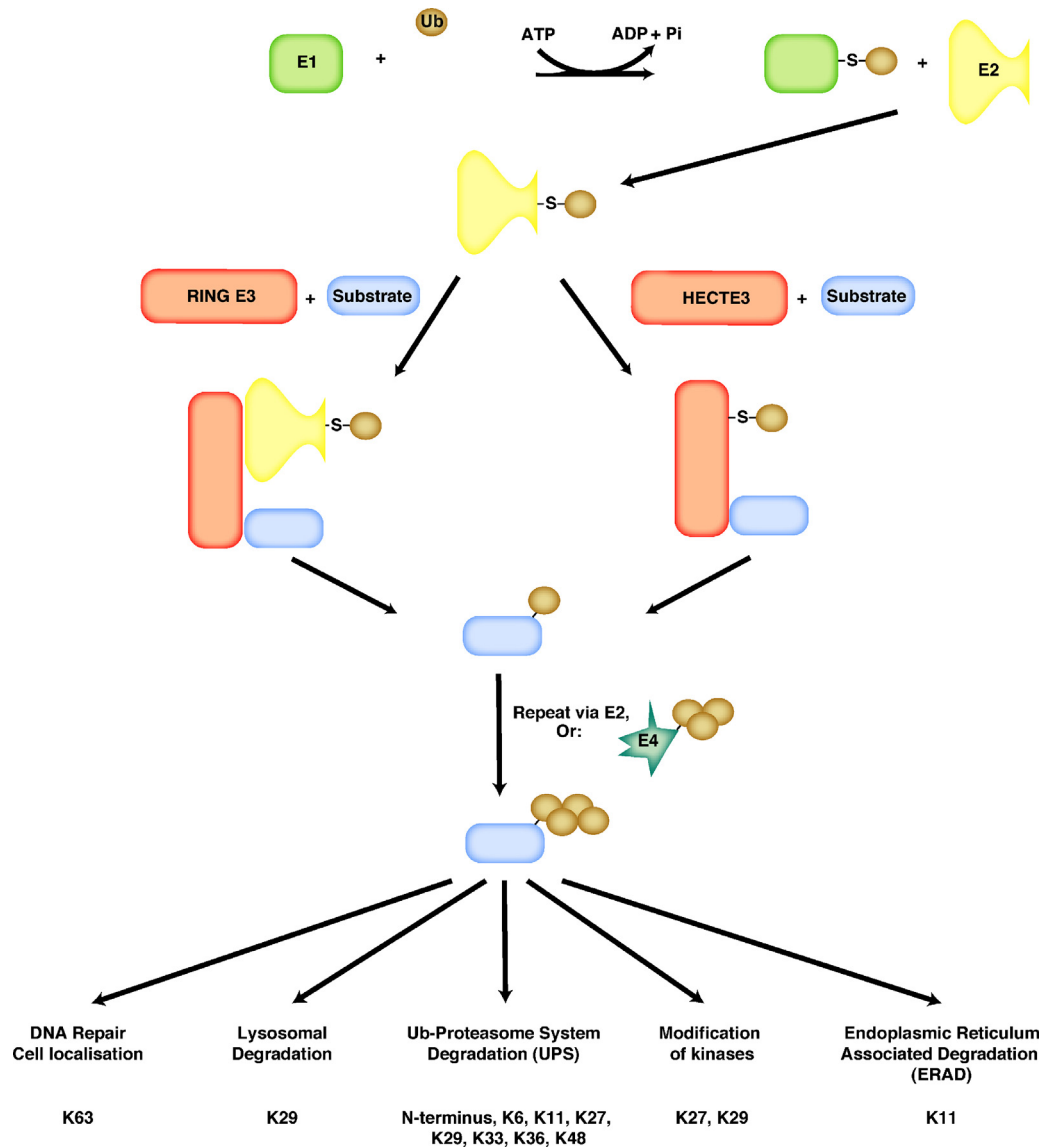 Ub
E1
+
ATP
ADP + Pi
-S-
+
E2
-S-
RING E3
+
Substrate
HECTE3
+
Substrate
-S-
-S-
Repeat via E2,
Or:
E4
DNA Repair
Cell localisation
Lysosomal
Degradation
Ub-Proteasome System
Degradation (UPS)
Modification
of kinases
Endoplasmic Reticulum
Associated Degradation
(ERAD)
K63
K29
N-terminus, K6, K11, K27,
K29, K33, K36, K48
K27, K29
K11